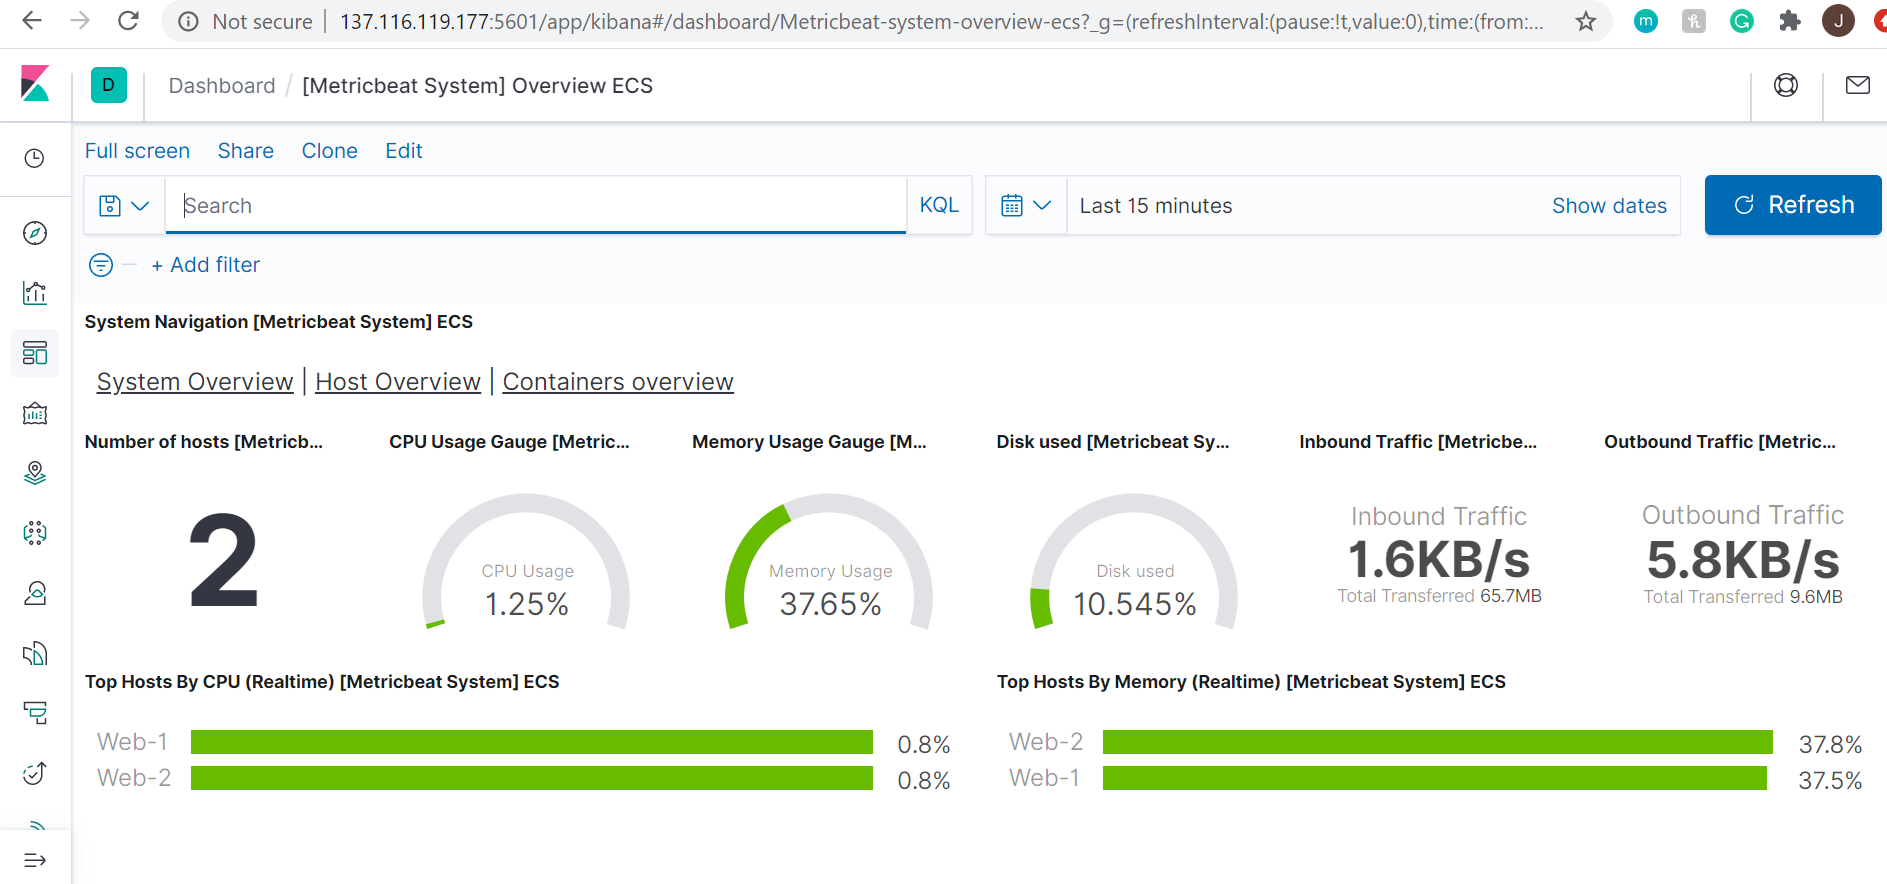 Not secure | 137.116.119.177:5601/app/kibana#/dashboard/Metricbeat-system-overview-ecs?_g=(refreshInterval:(pause:!t,value:0),time:(from:...
m h G J
D Dashboard / [Metricbeat System] Overview ECS
Full screen Share Clone Edit
Search KQL Last 15 minutes Show dates Refresh
+ Add filter
System Navigation [Metricbeat System] ECS
System Overview | Host Overview | Containers overview
Number of hosts [Metricb... CPU Usage Gauge [Metric... Memory Usage Gauge [M... Disk used [Metricbeat Sy... Inbound Traffic [Metricbe... Outbound Traffic [Metric...
2
CPU Usage
1.25%
Memory Usage
37.65%
Disk used
10.545%
Inbound Traffic
1.6KB/s
Total Transferred 65.7MB
Outbound Traffic
5.8KB/s
Total Transferred 9.6MB
Top Hosts By CPU (Realtime) [Metricbeat System] ECS
Web-1 0.8%
Web-2 0.8%
Top Hosts By Memory (Realtime) [Metricbeat System] ECS
Web-2 37.8%
Web-1 37.5%